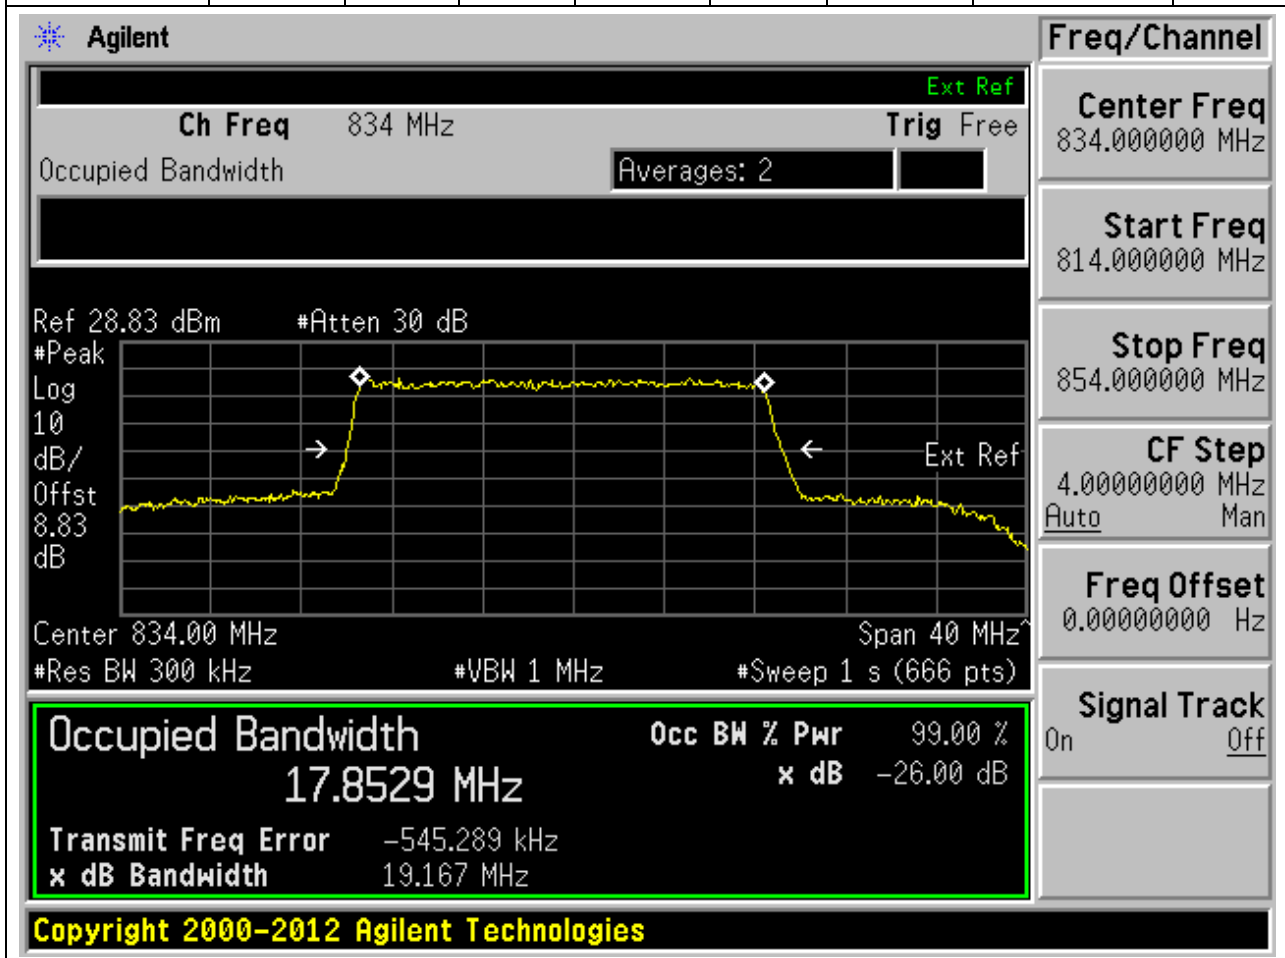 Agilent
Freq/Channel
Ext Ref
Ch Freq 834 MHz Trig Free
Occupied Bandwidth Averages: 2
Center Freq
834.000000 MHz
Start Freq
814.000000 MHz
Stop Freq
854.000000 MHz
CF Step
4.00000000 MHz
Auto Man
Freq Offset
0.00000000 Hz
Signal Track
On Off
Ref 28.83 dBm #Atten 30 dB
#Peak
Log
10
dB/
Offst
8.83
dB
Ext Ref
Center 834.00 MHz Span 40 MHz^
#Res BW 300 kHz #VBW 1 MHz #Sweep 1 s (666 pts)
Occupied Bandwidth
17.8529 MHz
Occ BW % Pwr 99.00 %
x dB -26.00 dB
Transmit Freq Error -545.289 kHz
x dB Bandwidth 19.167 MHz
Copyright 2000-2012 Agilent Technologies